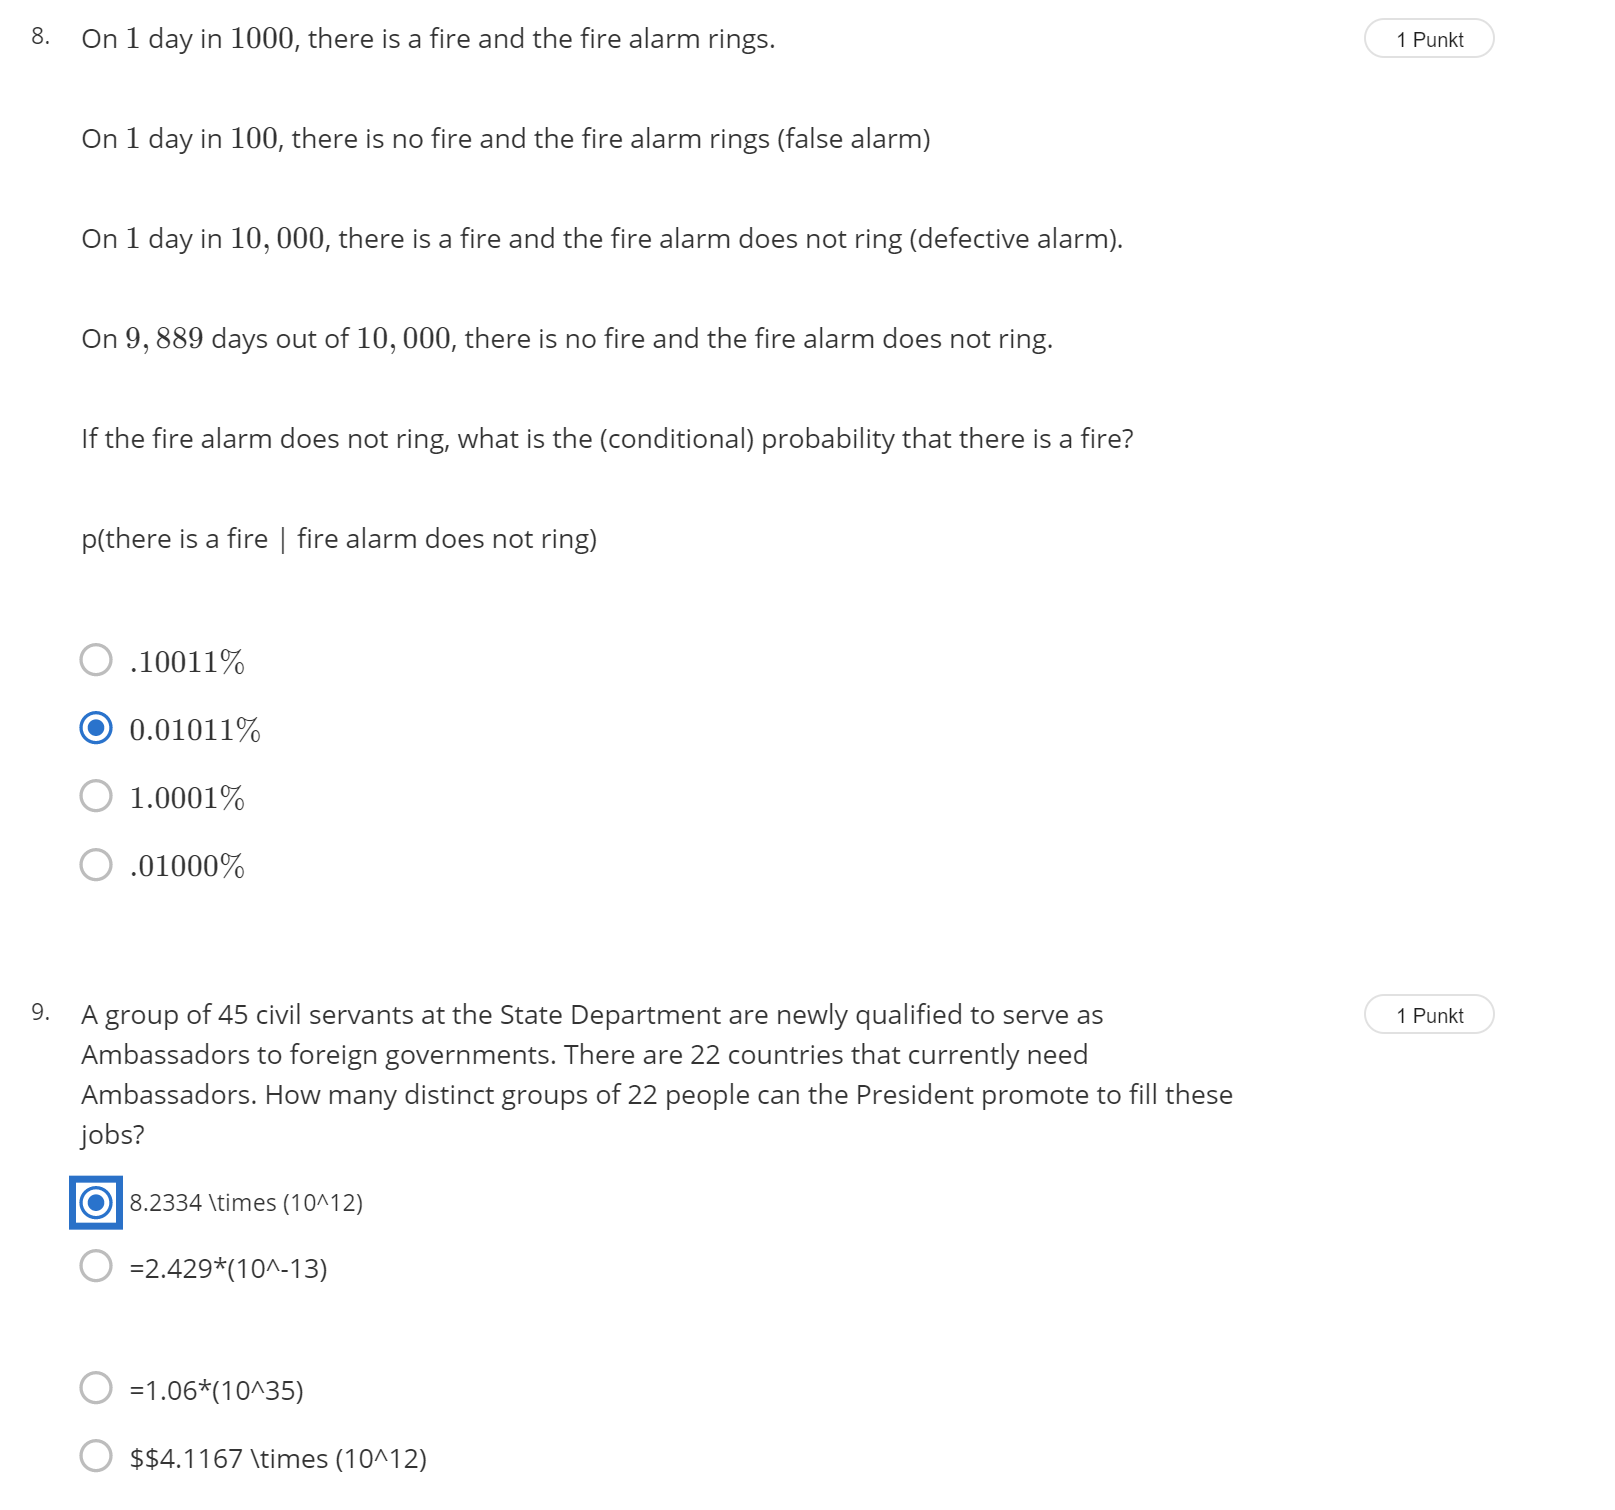 8. On 1 day in 1000, there is a fire and the fire alarm rings.
1 Punkt
On 1 day in 100, there is no fire and the fire alarm rings (false alarm)
On 1 day in 10, 000, there is a fire and the fire alarm does not ring (defective alarm).
On 9, 889 days out of 10, 000, there is no fire and the fire alarm does not ring.
If the fire alarm does not ring, what is the (conditional) probability that there is a fire?
p(there is a fire | fire alarm does not ring)
.10011%
0.01011%
1.0001%
.01000%
9. A group of 45 civil servants at the State Department are newly qualified to serve as
1 Punkt
Ambassadors to foreign governments. There are 22 countries that currently need
Ambassadors. How many distinct groups of 22 people can the President promote to fill these
jobs?
8.2334 \times (10^12)
=2.429*(10^-13)
=1.06*(10^35)
$$4.1167 \times (10^12)